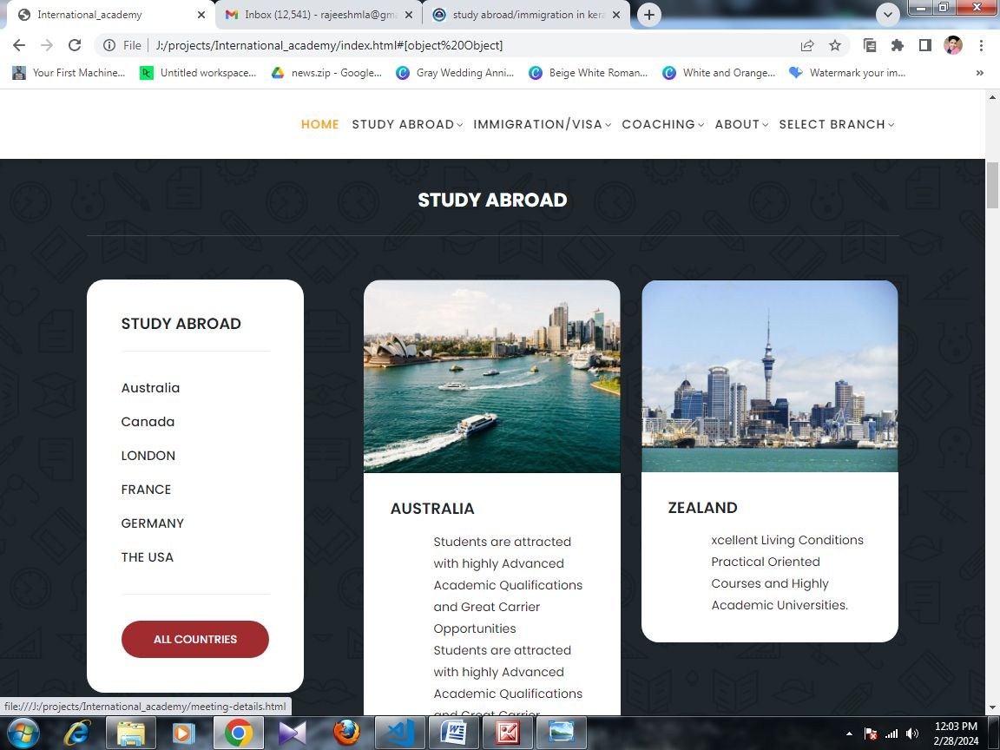 International_academy
Inbox (12,541) - rajeeshmla@gma
study abroad/immigration in kera
File
J:/projects/International_academy/index.html#[object%20Object]
Your First Machine...
Untitled workspace...
news.zip - Google...
Gray Wedding Anni...
Beige White Roman...
White and Orange...
Watermark your im...
»
HOME STUDY ABROAD IMMIGRATION/VISA COACHING ABOUT SELECT BRANCH
STUDY ABROAD
STUDY ABROAD
Australia
Canada
LONDON
FRANCE
GERMANY
THE USA
ALL COUNTRIES
AUSTRALIA
Students are attracted
with highly Advanced
Academic Qualifications
and Great Carrier
Opportunities
Students are attracted
with highly Advanced
Academic Qualifications
and Great Carrier
ZEALAND
xcellent Living Conditions
Practical Oriented
Courses and Highly
Academic Universities.
file:///J:/projects/International_academy/meeting-details.html
12:03 PM
2/28/2024